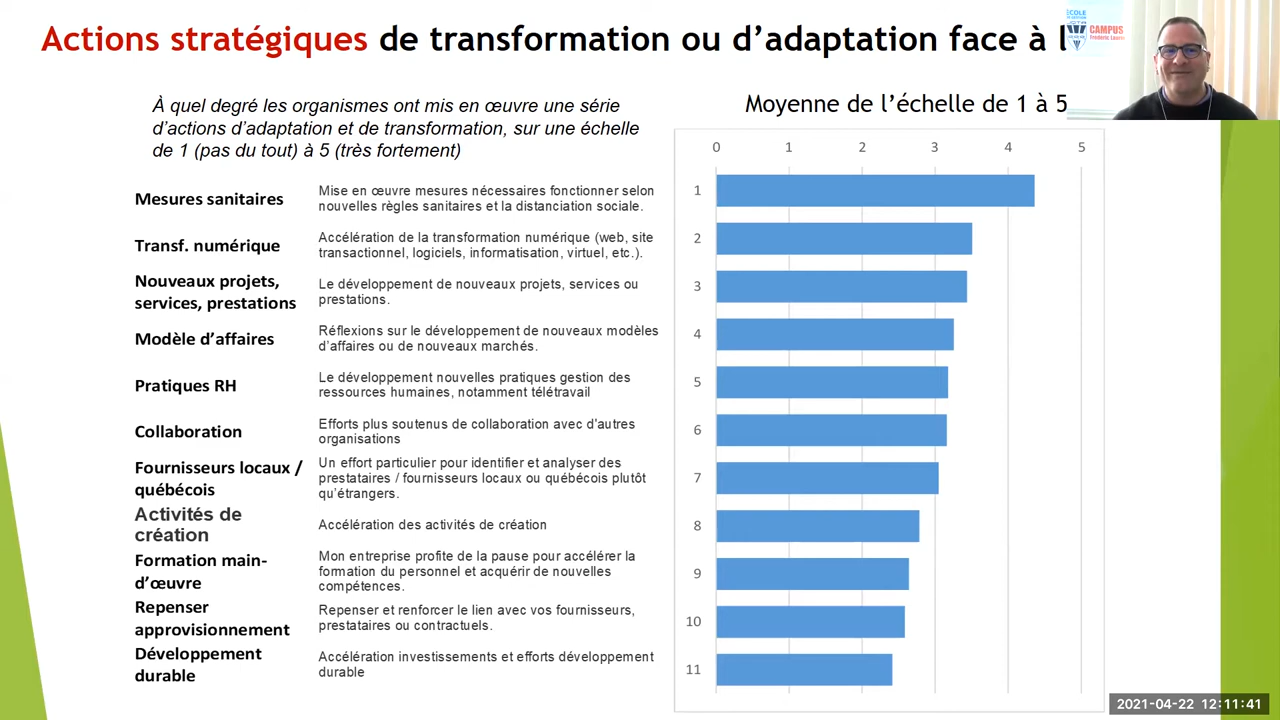 Actions stratégiques de transformation ou d’adaptation face à l
ÉCOLE
CAMPUS
À quel degré les organismes ont mis en œuvre une série
d’actions d’adaptation et de transformation, sur une échelle
de 1 (pas du tout) à 5 (très fortement)
Moyenne de l’échelle de 1 à 5
0 1 2 3 4 5
Mesures sanitaires
Mise en œuvre mesures nécessaires fonctionner selon
nouvelles règles sanitaires et la distanciation sociale.
1
Transf. numérique
Accélération de la transformation numérique (web, site
transactionnel, logiciels, informatisation, virtuel, etc.).
2
Nouveaux projets,
services, prestations
Le développement de nouveaux projets, services ou
prestations.
3
Modèle d’affaires
Réflexions sur le développement de nouveaux modèles
d’affaires ou de nouveaux marchés.
4
Pratiques RH
Le développement nouvelles pratiques gestion des
ressources humaines, notamment télétravail
5
Collaboration
Efforts plus soutenus de collaboration avec d'autres
organisations
6
Fournisseurs locaux /
québécois
Un effort particulier pour identifier et analyser des
prestataires / fournisseurs locaux ou québécois plutôt
qu’étrangers.
7
Activités de
création
Accélération des activités de création
8
Formation main-
d’œuvre
Mon entreprise profite de la pause pour accélérer la
formation du personnel et acquérir de nouvelles
compétences.
9
Repenser
approvisionnement
Repenser et renforcer le lien avec vos fournisseurs,
prestataires ou contractuels.
10
Développement
durable
Accélération investissements et efforts développement
durable
11
2021-04-22 12:11:41